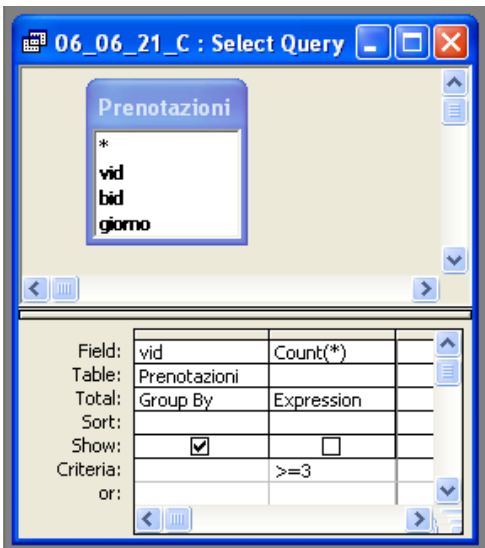 06_06_21_C : Select Query
Prenotazioni
*
vid
bid
giorno
Field: vid Count(*)
Table: Prenotazioni
Total: Group By Expression
Sort:
Show:
Criteria: >=3
or: